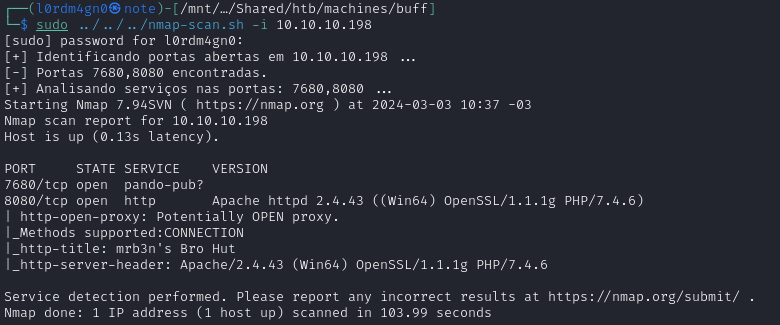 ┌──(l0rdm4gn0㉿note)-[/mnt/…/Shared/htb/machines/buff]
└─$ sudo ../../../nmap-scan.sh -i 10.10.10.198
[sudo] password for l0rdm4gn0:
[+] Identificando portas abertas em 10.10.10.198 ...
[-] Portas 7680,8080 encontradas.
[+] Analisando serviços nas portas: 7680,8080 ...
Starting Nmap 7.94SVN ( https://nmap.org ) at 2024-03-03 10:37 -03
Nmap scan report for 10.10.10.198
Host is up (0.13s latency).

PORT     STATE SERVICE    VERSION
7680/tcp open  pando-pub?
8080/tcp open  http       Apache httpd 2.4.43 ((Win64) OpenSSL/1.1.1g PHP/7.4.6)
| http-open-proxy: Potentially OPEN proxy.
|_Methods supported:CONNECTION
|_http-title: mrb3n's Bro Hut
|_http-server-header: Apache/2.4.43 (Win64) OpenSSL/1.1.1g PHP/7.4.6

Service detection performed. Please report any incorrect results at https://nmap.org/submit/ .
Nmap done: 1 IP address (1 host up) scanned in 103.99 seconds